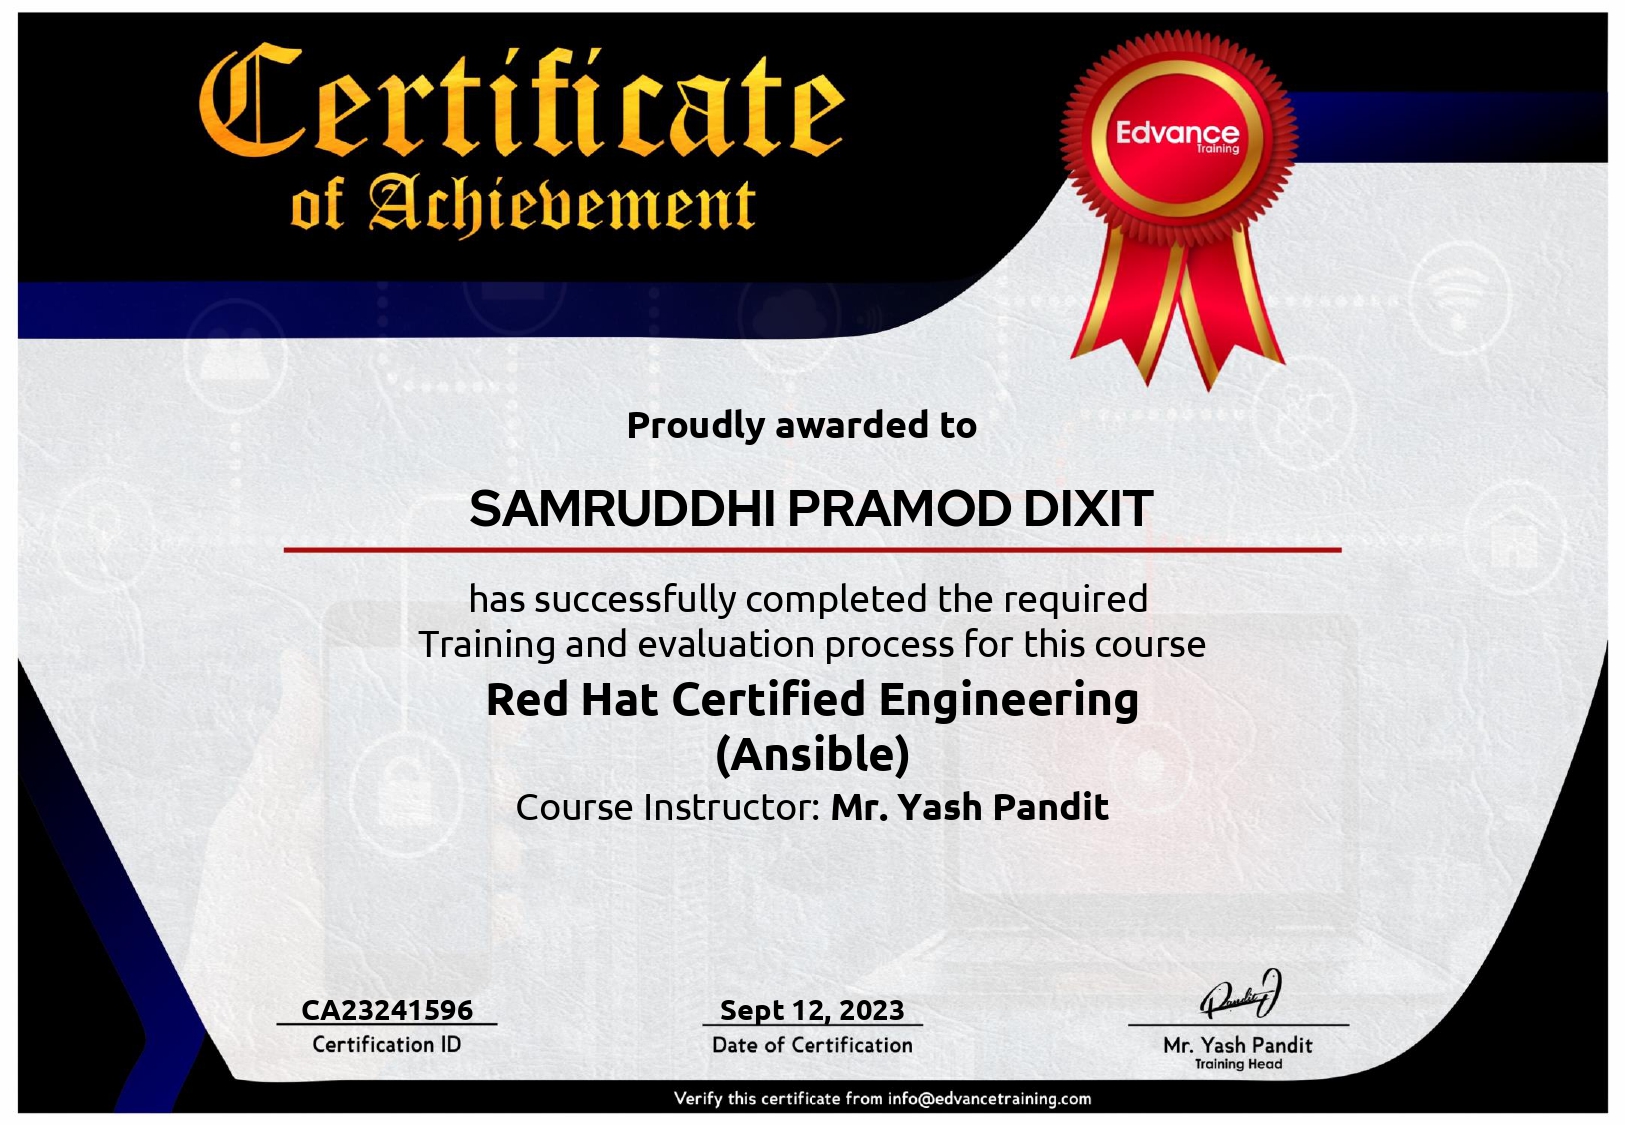 Certificate
of Achievement
Edvance
Training
Proudly awarded to
SAMRUDDHI PRAMOD DIXIT
has successfully completed the required
Training and evaluation process for this course
Red Hat Certified Engineering
(Ansible)
Course Instructor: Mr. Yash Pandit
CA23241596
Certification ID
Sept 12, 2023
Date of Certification
Pandit
Mr. Yash Pandit
Training Head
Verify this certificate from info@edvancetraining.com